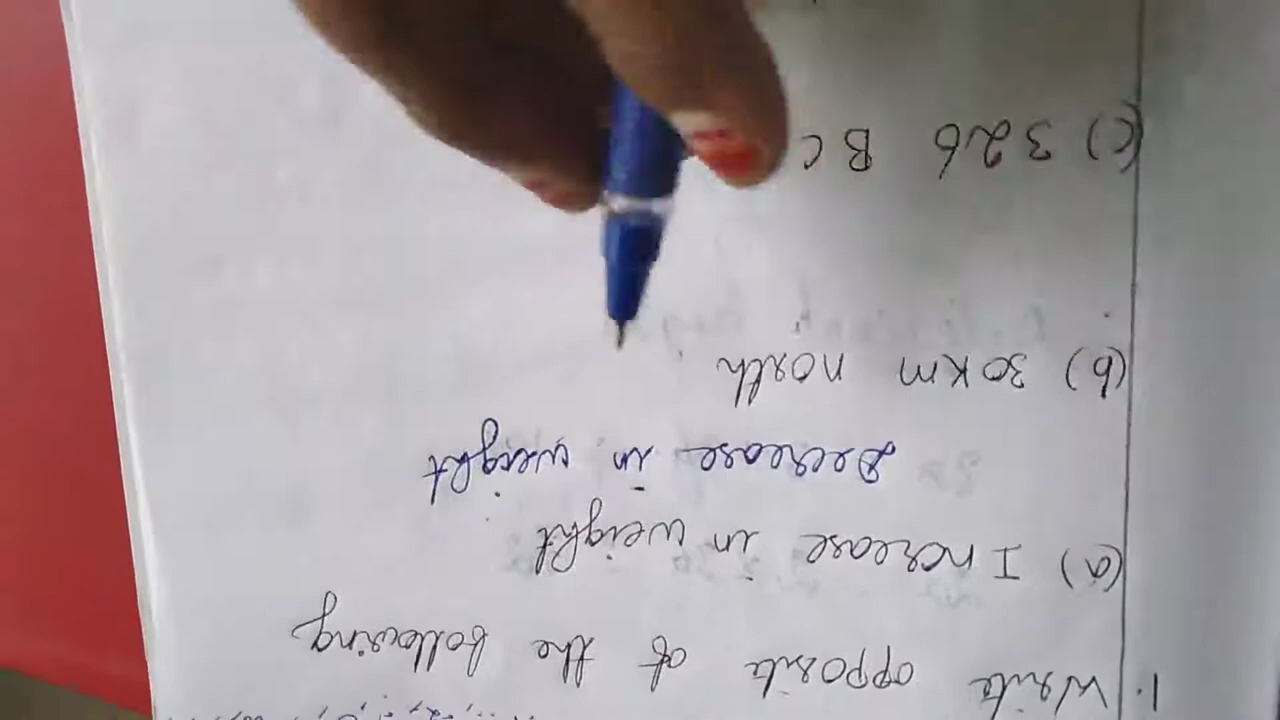 1. Write opposite of the following
(a) Increase in weight
Decrease in weight
(b) 30 km north
(c) 326 BC